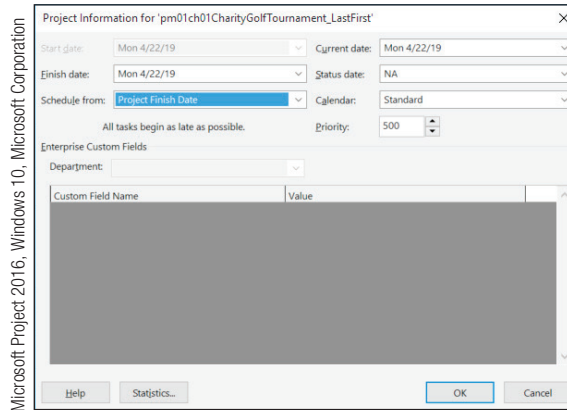 Microsoft Project 2016, Windows 10, Microsoft Corporation
Project Information for 'pm01ch01CharityGolfTournament_LastFirst'
Start date: Mon 4/22/19 Current date: Mon 4/22/19
Finish date: Mon 4/22/19 Status date: NA
Schedule from: Project Finish Date Calendar: Standard
All tasks begin as late as possible. Priority: 500
Enterprise Custom Fields
Department:
Custom Field Name Value
Help Statistics... OK Cancel